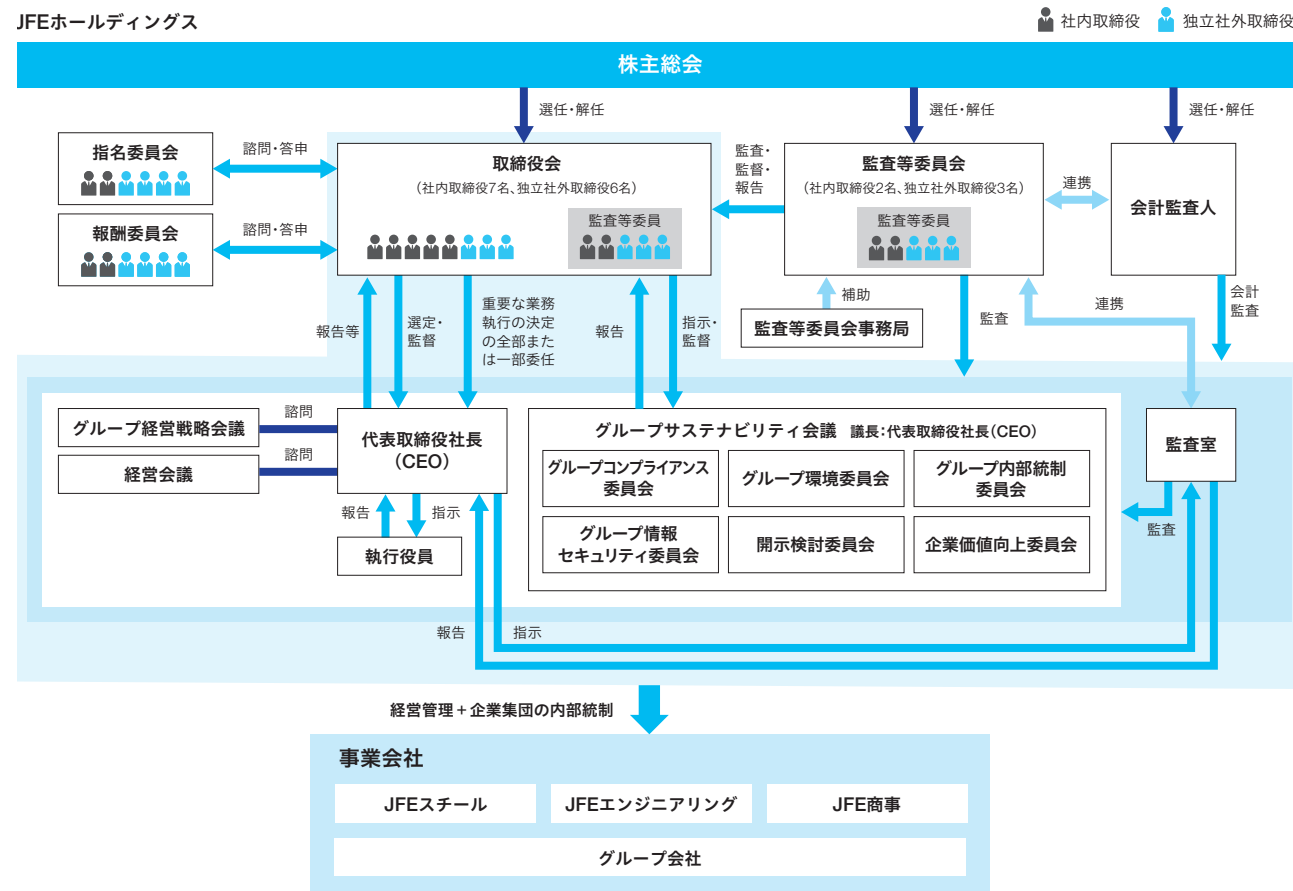 JFEホールディングス
社内取締役
独立社外取締役
株主総会
選任・解任
選任・解任
選任・解任
指名委員会
諮問・答申
報酬委員会
諮問・答申
取締役会
（社内取締役7名、独立社外取締役6名）
監査等委員
監査・
監督・
報告
監査等委員会
（社内取締役2名、独立社外取締役3名）
監査等委員
連携
会計監査人
報告等
選定・
監督
重要な業務
執行の決定
の全部また
は一部委任
報告
指示・
監督
補助
監査等委員会事務局
監査
連携
会計
監査
グループ経営戦略会議
諮問
経営会議
諮問
代表取締役社長
（CEO）
報告
指示
執行役員
グループサステナビリティ会議 議長：代表取締役社長（CEO）
グループコンプライアンス
委員会
グループ環境委員会
グループ内部統制
委員会
グループ情報
セキュリティ委員会
開示検討委員会
企業価値向上委員会
監査室
監査
報告
指示
経営管理＋企業集団の内部統制
事業会社
JFEスチール
JFEエンジニアリング
JFE商事
グループ会社